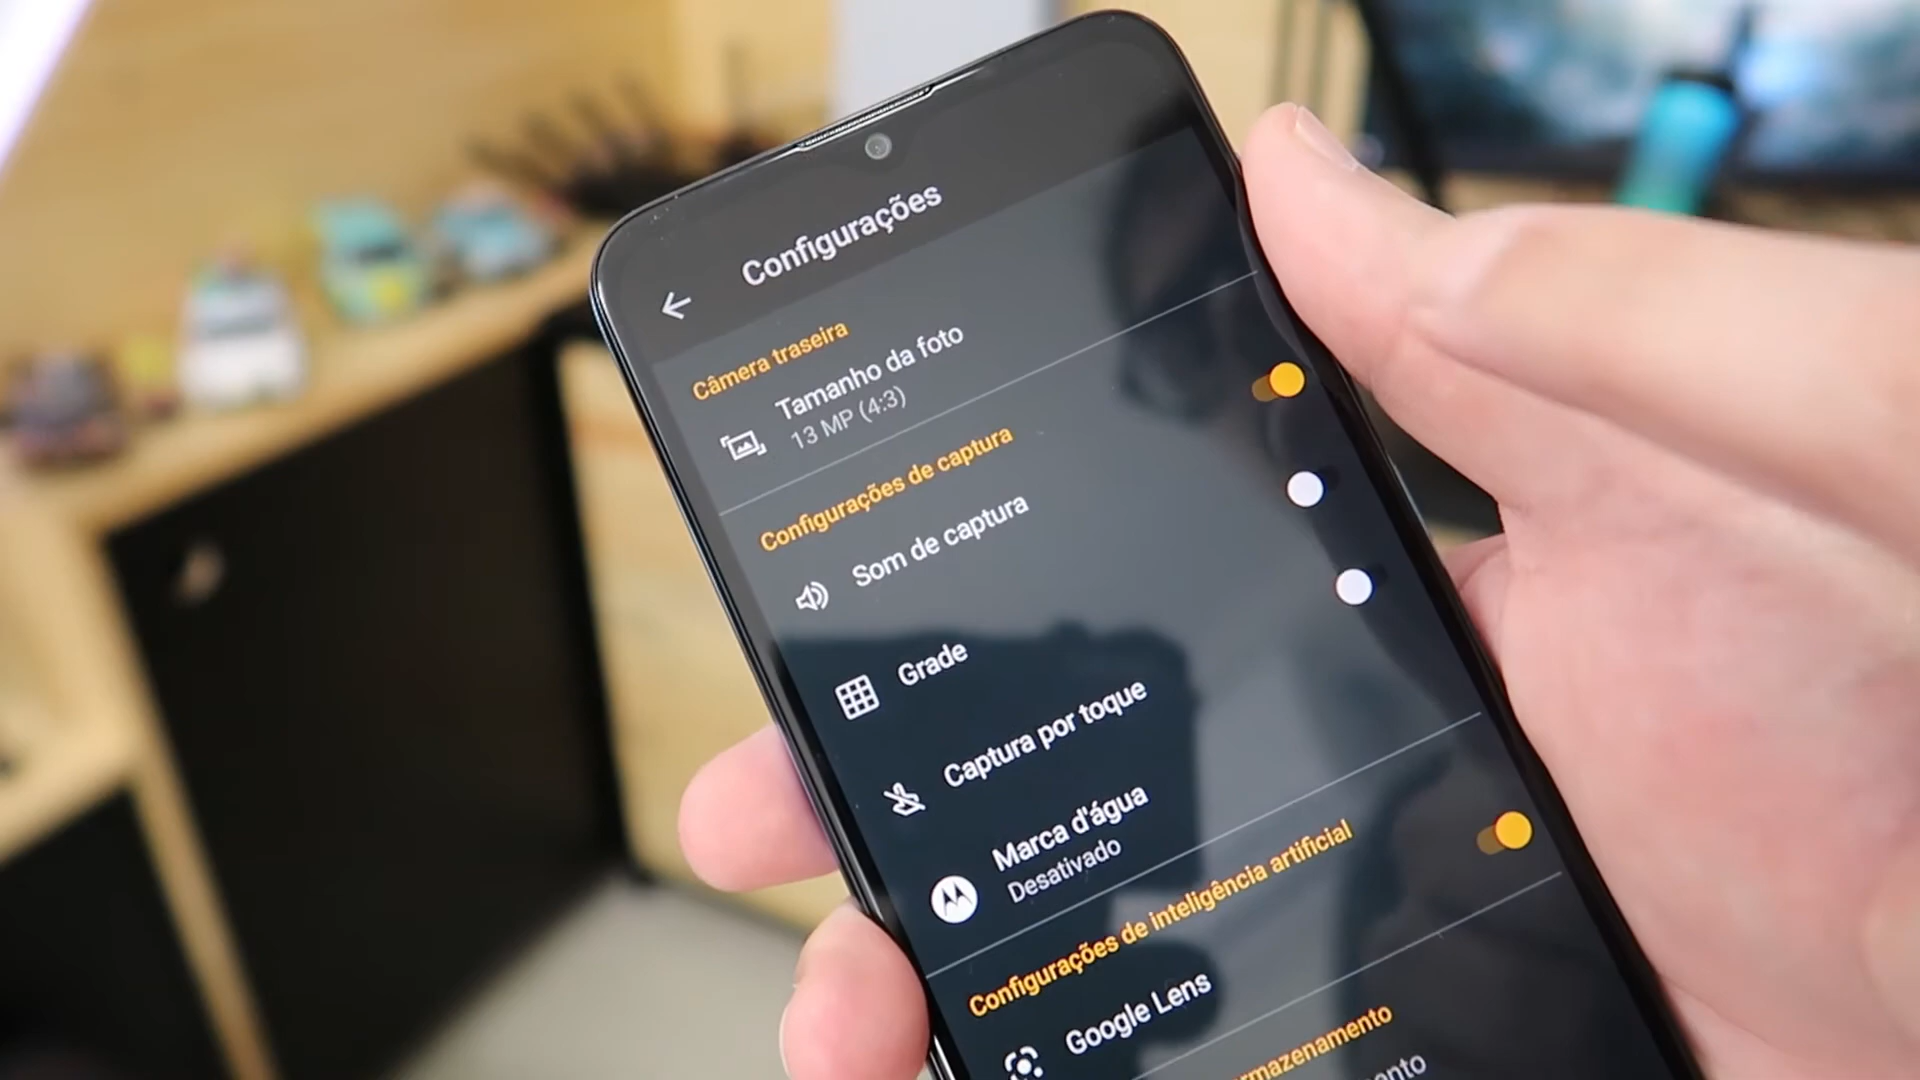 Configurações
Câmera traseira
Tamanho da foto
13 MP (4:3)
Configurações de captura
Som de captura
Grade
Captura por toque
Marca d'água
Desativado
Configurações de inteligência artificial
Google Lens